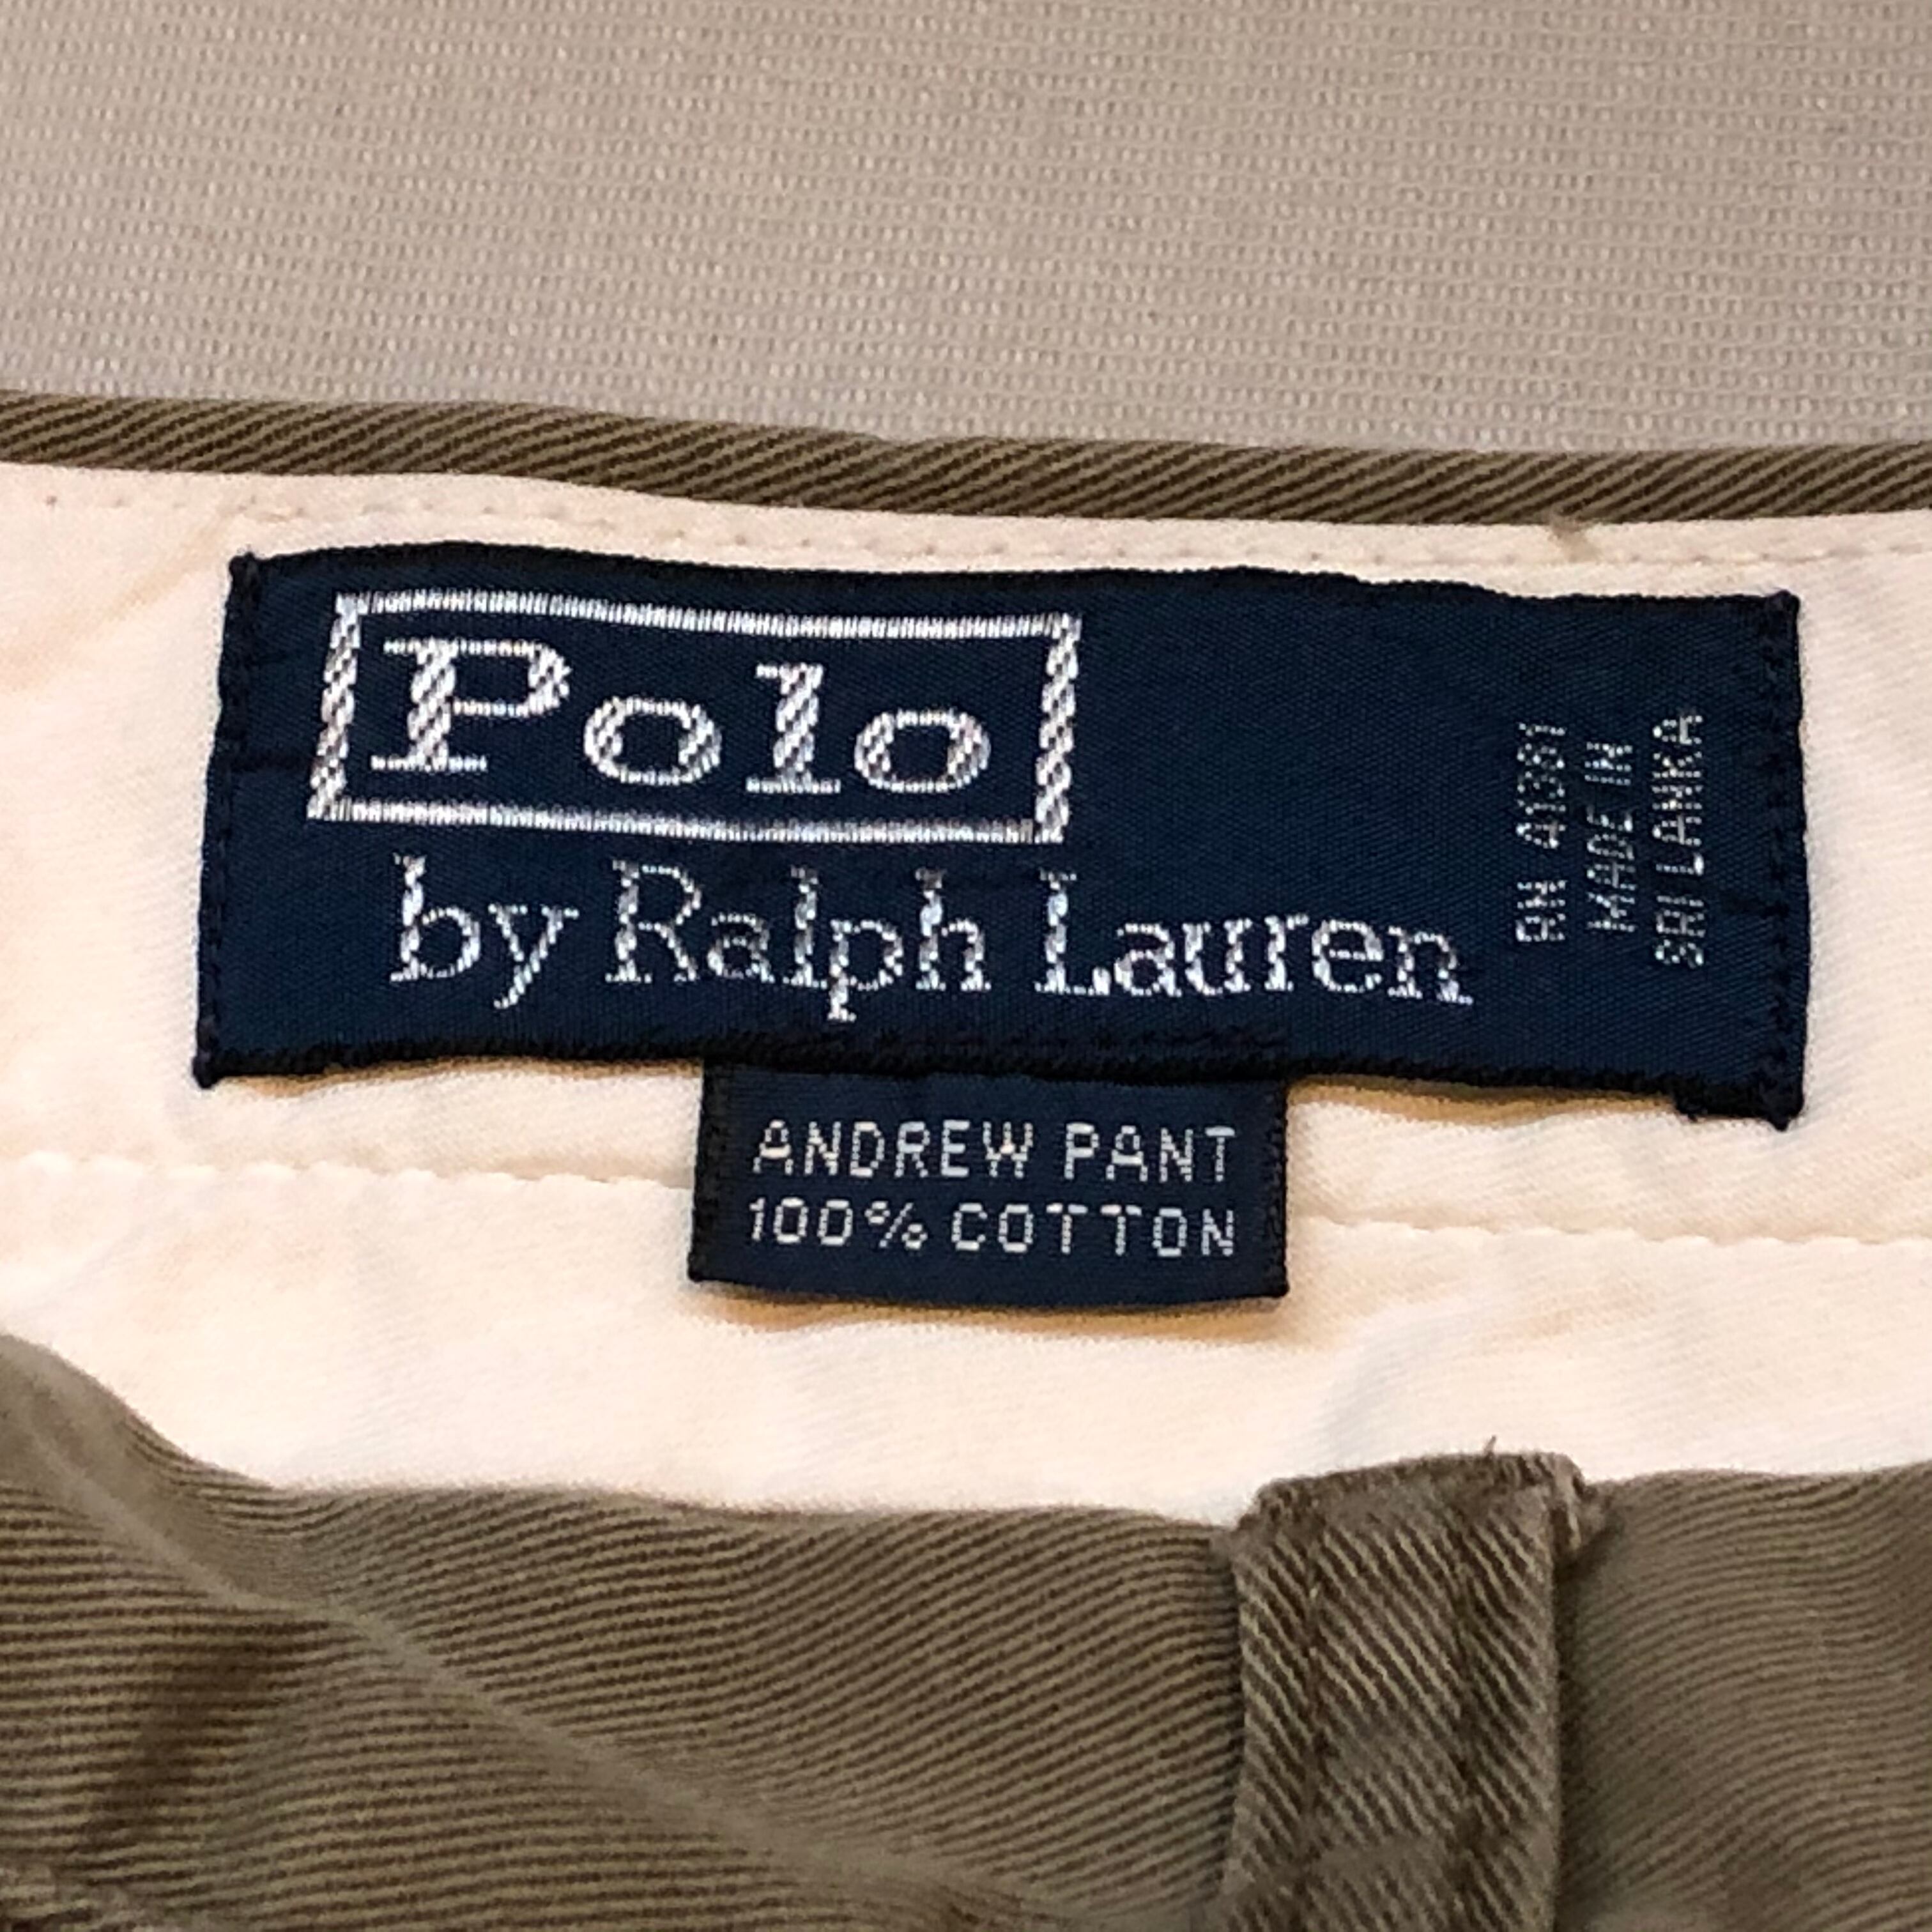 Polo
by Ralph Lauren
RN 41381
MADE IN
SRI LANKA
ANDREW PANT
100% COTTON